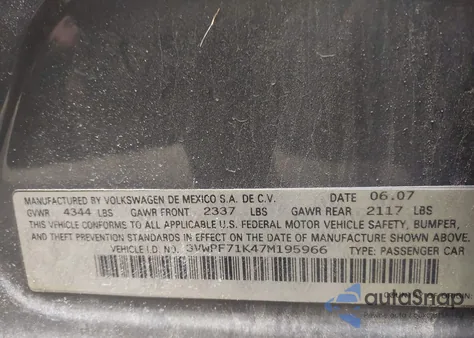 MANUFACTURED BY VOLKSWAGEN DE MEXICO S.A. DE C.V. DATE 06.07
GVWR 4344 LBS GAWR FRONT 2337 LBS GAWR REAR 2117 LBS
THIS VEHICLE CONFORMS TO ALL APPLICABLE FEDERAL MOTOR VEHICLE SAFETY, BUMPER,
AND THEFT PREVENTION STANDARDS IN EFFECT ON THE DATE OF MANUFACTURE SHOWN ABOVE.
VEHICLE I.D. NO. 3VWPF71K47M195966 TYPE: PASSENGER CAR
autoSnap